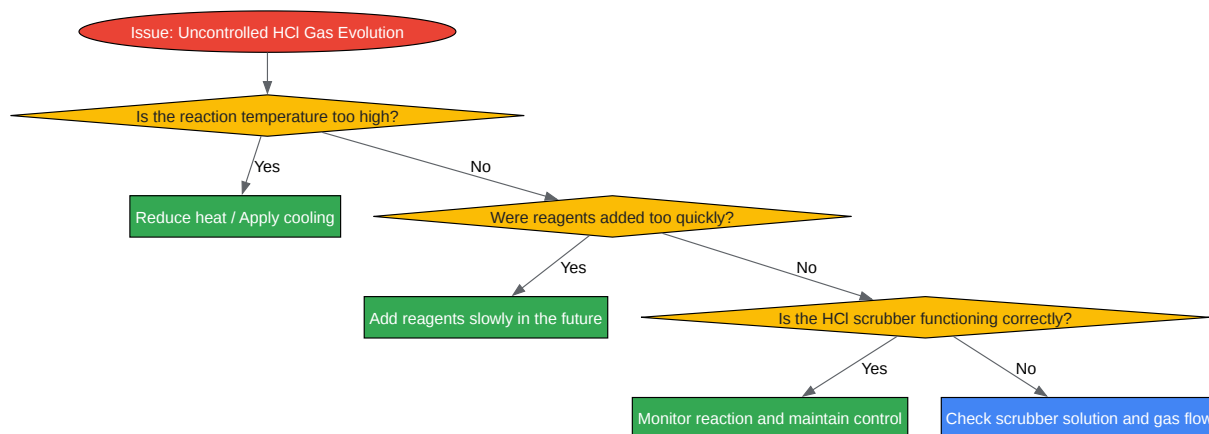 Issue: Uncontrolled HCl Gas Evolution
Is the reaction temperature too high?
Yes
No
Reduce heat / Apply cooling
Were reagents added too quickly?
Yes
No
Add reagents slowly in the future
Is the HCl scrubber functioning correctly?
Yes
No
Monitor reaction and maintain control
Check scrubber solution and gas flow